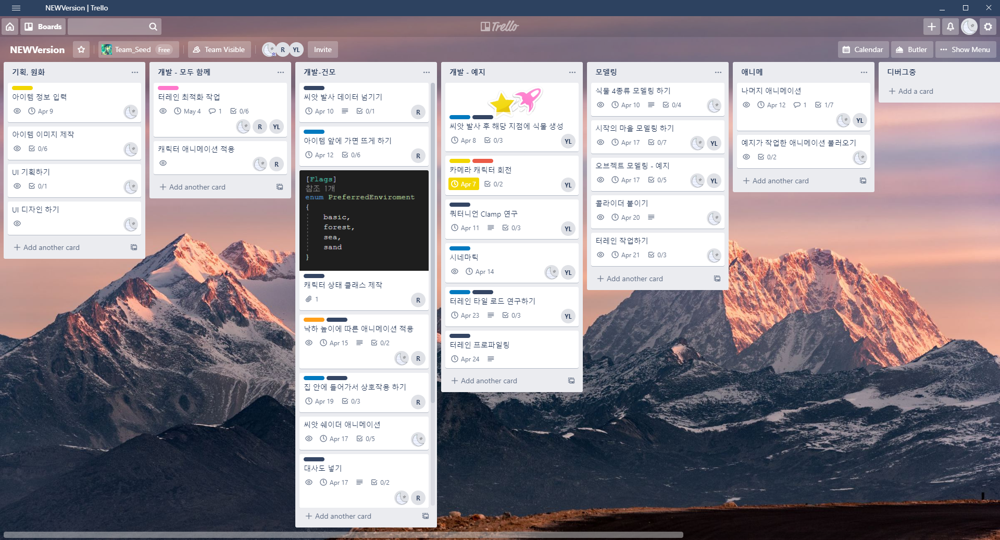 NEWVersion | Trello
Boards
Trello
NEWVersion
Team_Seed Free
Team Visible
R
YL
Invite
Calendar
Butler
Show Menu
기획, 원화
아이템 정보 입력
Apr 9
아이템 이미지 제작
0/6
UI 기획하기
0/1
UI 디자인 하기
Add another card
개발 - 모두 함께
터레인 최적화 작업
May 4 1 0/6
R YL
캐릭터 애니메이션 적용
R
Add another card
개발-건모
씨앗 발사 데이터 넘기기
Apr 10 0/1
R
아이템 앞에 가면 뜨게 하기
Apr 12 0/6
R
[Flags]
참조 1개
enum PreferredEnviroment
{
basic,
forest,
sea,
sand
}
캐릭터 상태 클래스 제작
1
R
낙하 높이에 따른 애니메이션 적용
Apr 15 0/2
R
집 안에 들어가서 상호작용 하기
Apr 19 0/3
R
씨앗 쉐이더 애니메이션
Apr 17 0/5
대사도 넣기
Apr 17 0/2
R
Add another card
개발 - 예지
씨앗 발사 후 해당 지점에 식물 생성
Apr 8 0/3
YL
카메라 캐릭터 회전
Apr 7 0/2
YL
쿼터니언 Clamp 연구
Apr 11 0/3
YL
시네마틱
Apr 14
YL
터레인 타일 로드 연구하기
Apr 23 0/3
YL
터레인 프로파일링
Apr 24
Add another card
모델링
식물 4종류 모델링 하기
Apr 10 0/4
시작의 마을 모델링 하기
Apr 17 0/7
YL
오브젝트 모델링 - 예지
Apr 17 0/5
YL
콜라이더 붙이기
Apr 20
터레인 작업하기
Apr 21 0/3
Add another card
애니메
나머지 애니메이션
Apr 12 1 1/7
YL
예지가 작업한 애니메이션 불러오기
0/2
Add another card
디버그중
Add a card